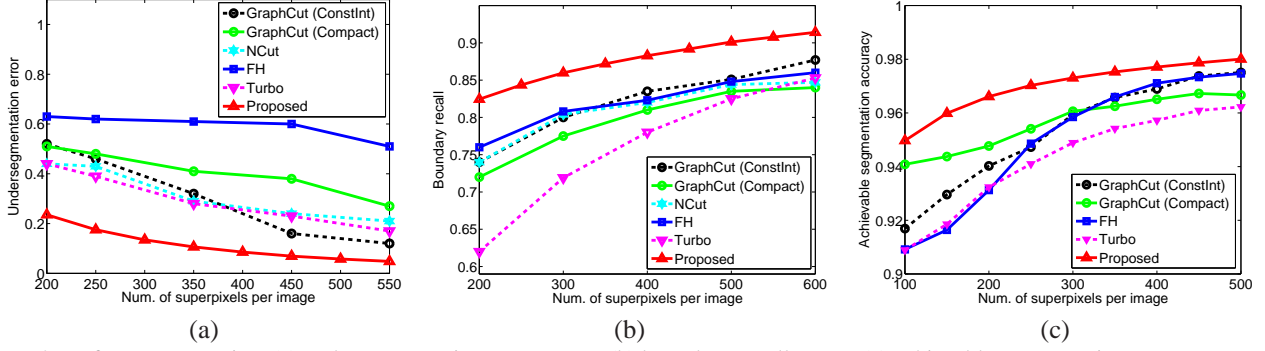 1
0.8
0.6
0.4
0.2
0
200 250 300 350 400 450 500 550
Undersegmentation error
Num. of superpixels per image
GraphCut (ConstInt)
GraphCut (Compact)
NCut
FH
Turbo
Proposed
(a)
0.9
0.85
0.8
0.75
0.7
0.65
0.6
200 300 400 500 600
Boundary recall
Num. of superpixels per image
GraphCut (ConstInt)
GraphCut (Compact)
NCut
FH
Turbo
Proposed
(b)
1
0.98
0.96
0.94
0.92
0.9
100 200 300 400 500
Achievable segmentation accuracy
Num. of superpixels per image
GraphCut (ConstInt)
GraphCut (Compact)
FH
Turbo
Proposed
(c)